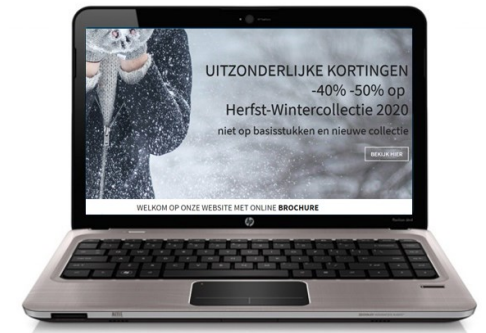 UITZONDERLIJKE KORTINGEN
-40% -50% op
Herfst-Wintercollectie 2020
niet op basisstukken en nieuwe collectie
BEKIJK HIER
WELKOM OP ONZE WEBSITE MET ONLINE BROCHURE
hp